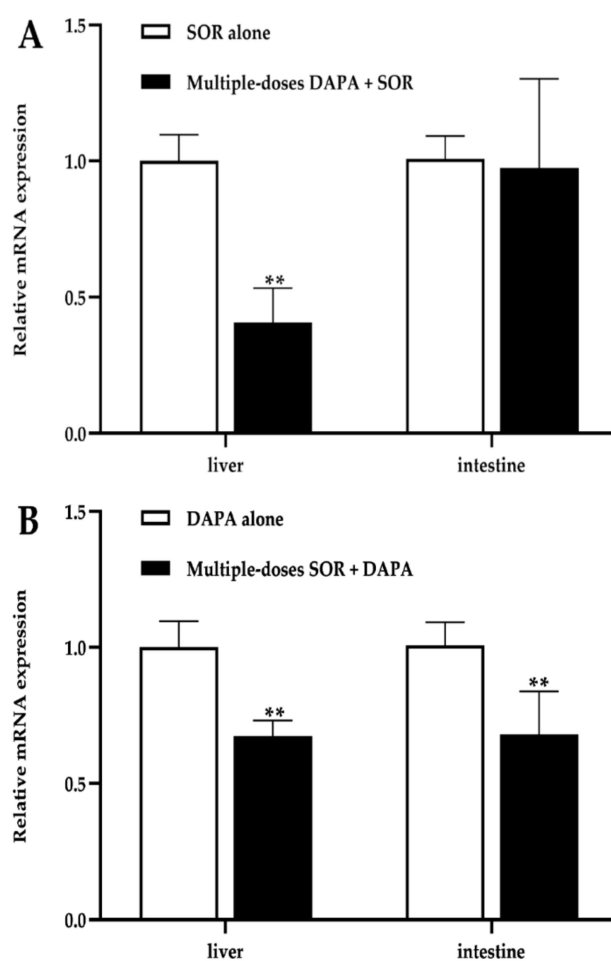 A
SOR alone
Multiple-doses DAPA + SOR
Relative mRNA expression
1.5
1.0
0.5
0.0
**
liver
intestine
B
DAPA alone
Multiple-doses SOR + DAPA
Relative mRNA expression
1.5
1.0
0.5
0.0
**
**
liver
intestine